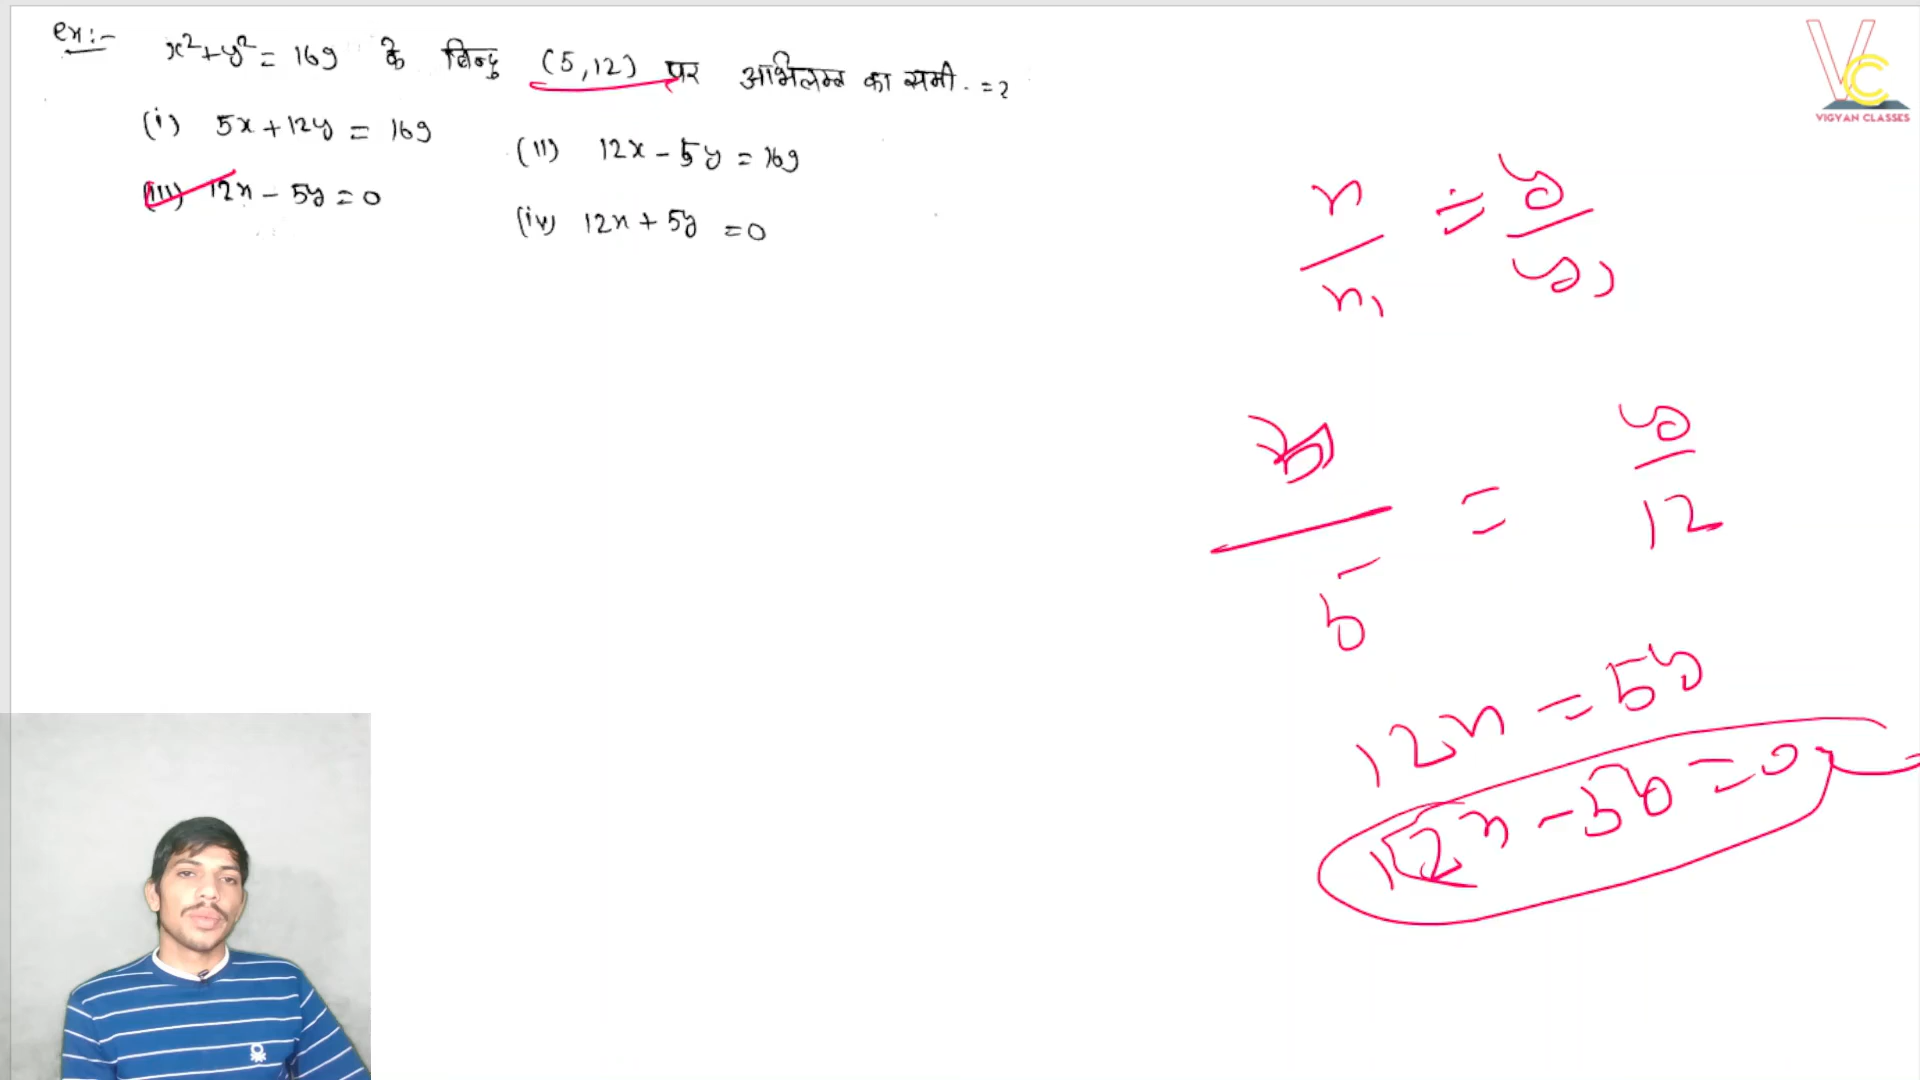 ex:-
x²+y²= 169 के बिन्दु (5,12) पर अभिलम्ब का समी. =?
(i) 5x+12y = 169
(ii) 12x-5y=169
(iii) 12x-5y=0
(iv) 12x+5y=0
VC
VIGYAN CLASSES
x/x₁ = y/y₁
x/5 = y/12
12x=5y
12x-5y=0